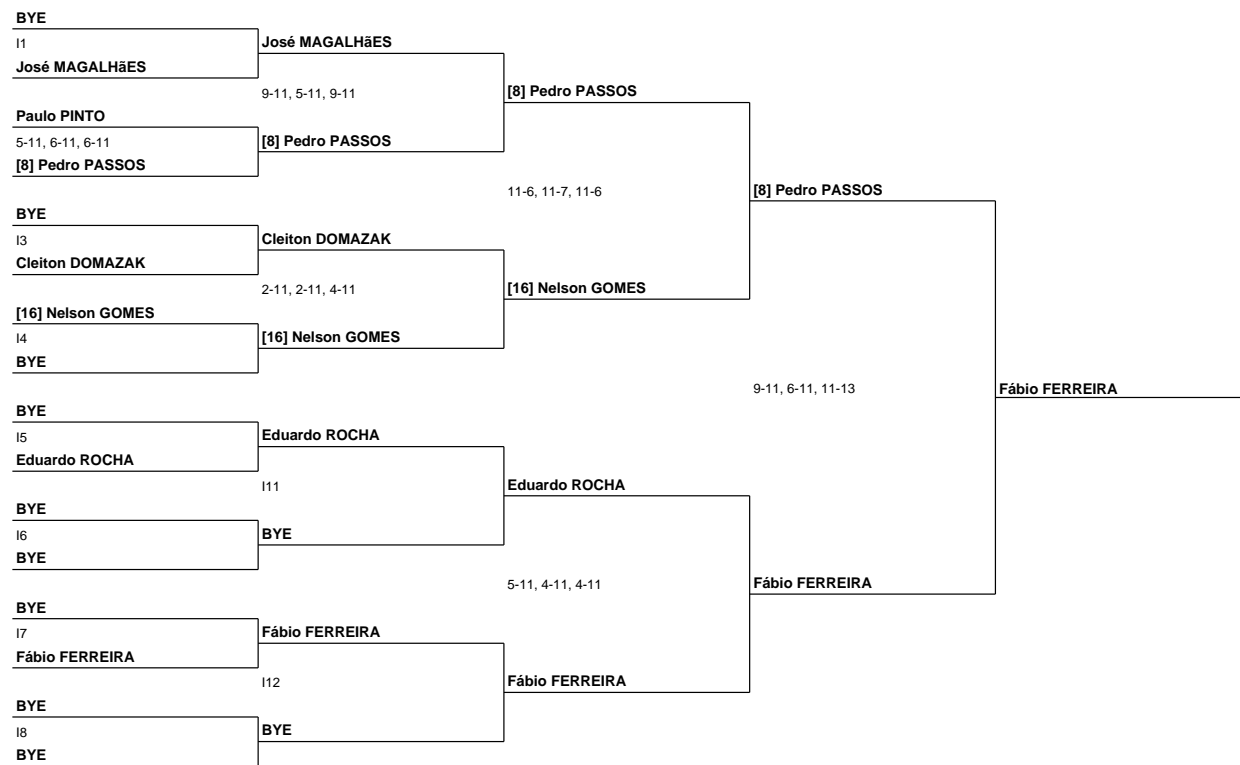 BYE
I1
José MAGALHãES
José MAGALHãES
9-11, 5-11, 9-11
[8] Pedro PASSOS
Paulo PINTO
5-11, 6-11, 6-11
[8] Pedro PASSOS
[8] Pedro PASSOS
11-6, 11-7, 11-6
[8] Pedro PASSOS
BYE
I3
Cleiton DOMAZAK
Cleiton DOMAZAK
2-11, 2-11, 4-11
[16] Nelson GOMES
[16] Nelson GOMES
I4
BYE
[16] Nelson GOMES
9-11, 6-11, 11-13
Fábio FERREIRA
BYE
I5
Eduardo ROCHA
Eduardo ROCHA
I11
Eduardo ROCHA
BYE
I6
BYE
BYE
5-11, 4-11, 4-11
Fábio FERREIRA
BYE
I7
Fábio FERREIRA
Fábio FERREIRA
I12
Fábio FERREIRA
BYE
I8
BYE
BYE